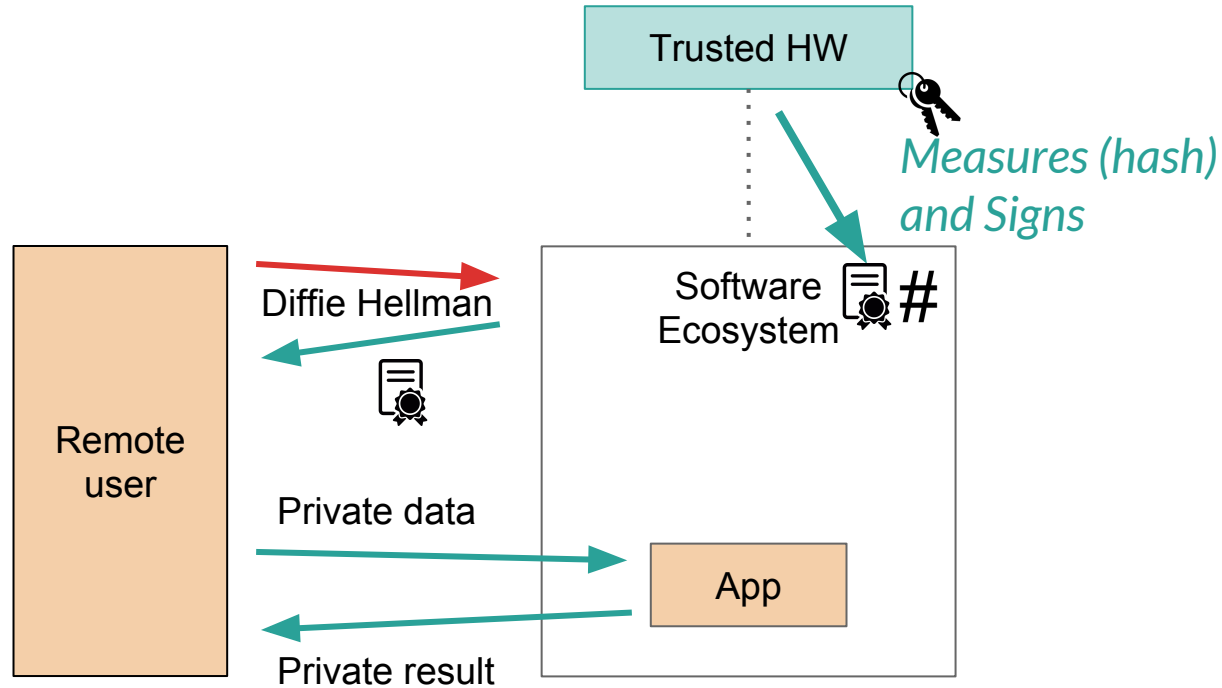 Trusted HW
Measures (hash)
and Signs
Diffie Hellman
Software
Ecosystem
#
Remote
user
Private data
App
Private result